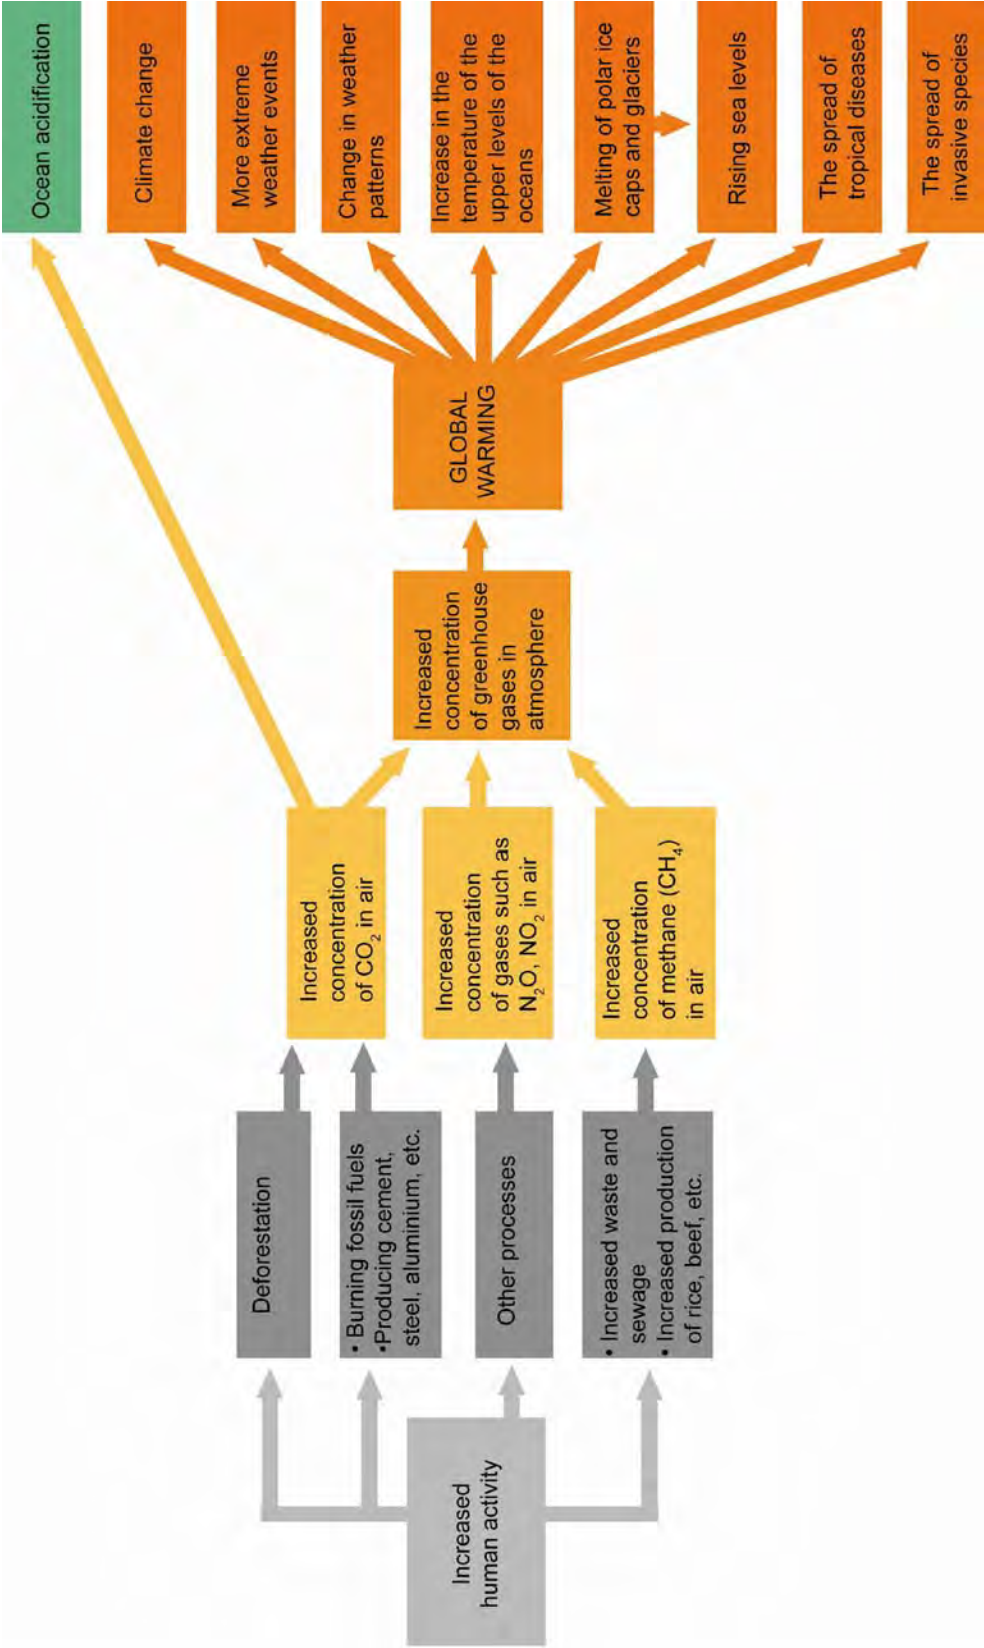 Increased
human activity
Deforestation
• Burning fossil fuels
•Producing cement,
steel, aluminium, etc.
Other processes
• Increased waste and
sewage
• Increased production
of rice, beef, etc.
Increased
concentration
of CO₂ in air
Increased
concentration
of gases such as
N₂O, NO₂ in air
Increased
concentration
of methane (CH₄)
in air
Increased
concentration
of greenhouse
gases in
atmosphere
GLOBAL
WARMING
Ocean acidification
Climate change
More extreme
weather events
Change in weather
patterns
Increase in the
temperature of the
upper levels of the
oceans
Melting of polar ice
caps and glaciers
Rising sea levels
The spread of
tropical diseases
The spread of
invasive species